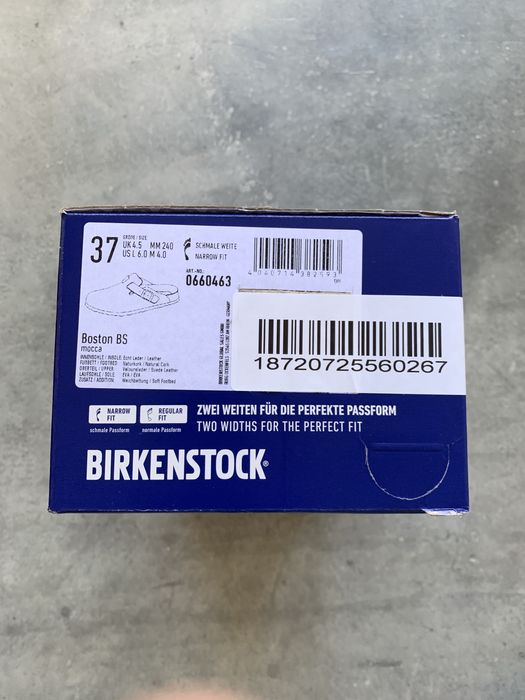 37
GRÖßE / SIZE:
UK 4.5 MM 240
US L 6.0 M 4.0
SCHMALE WEITE
NARROW FIT
ART.-NO.:
0660463
Boston BS
mocca
INNENSOHLE / INSOLE: Echt Leder / Leather
FUßBETT / FOOTBED: Naturkork / Natural Cork
OBERTEIL / UPPER: Veloursleder / Suede Leather
LAUFSOHLE / SOLE: EVA / EVA
ZUSATZ / ADDITION: Weichbettung / Soft Footbed
4 040714 382593
18720725560267
NARROW FIT
schmale Passform
REGULAR FIT
normale Passform
ZWEI WEITEN FÜR DIE PERFEKTE PASSFORM
TWO WIDTHS FOR THE PERFECT FIT
BIRKENSTOCK®